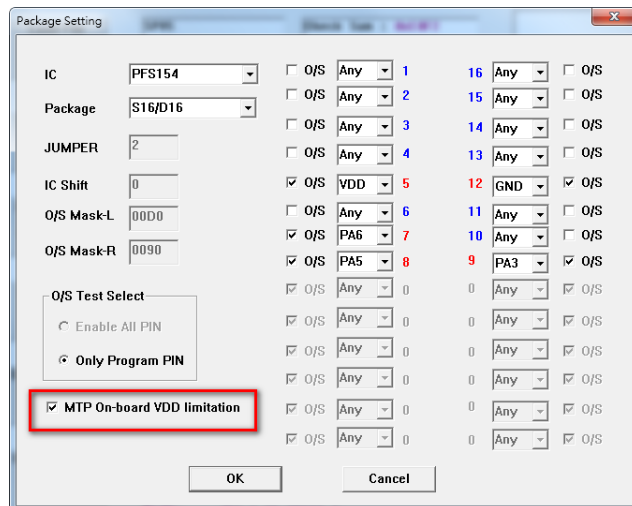 Package Setting
IC PFS154
Package S16/D16
JUMPER 2
IC Shift 0
O/S Mask-L 00D0
O/S Mask-R 0090
O/S Test Select
Enable All PIN
Only Program PIN
MTP On-board VDD limitation
O/S Any 1 16 Any O/S
O/S Any 2 15 Any O/S
O/S Any 3 14 Any O/S
O/S Any 4 13 Any O/S
O/S VDD 5 12 GND O/S
O/S Any 6 11 Any O/S
O/S PA6 7 10 Any O/S
O/S PA5 8 9 PA3 O/S
O/S Any 0 0 Any O/S
O/S Any 0 0 Any O/S
O/S Any 0 0 Any O/S
O/S Any 0 0 Any O/S
O/S Any 0 0 Any O/S
O/S Any 0 0 Any O/S
OK Cancel